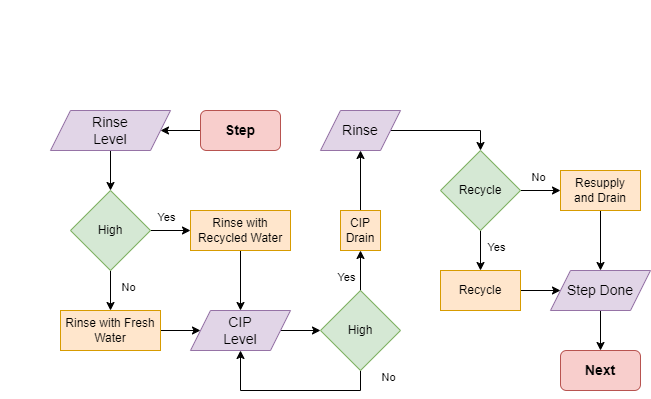 Step
Rinse
Level
High
Yes
Rinse with
Recycled Water
No
Rinse with Fresh
Water
CIP
Level
High
No
Yes
CIP
Drain
Rinse
Recycle
No
Resupply
and Drain
Yes
Recycle
Step Done
Next